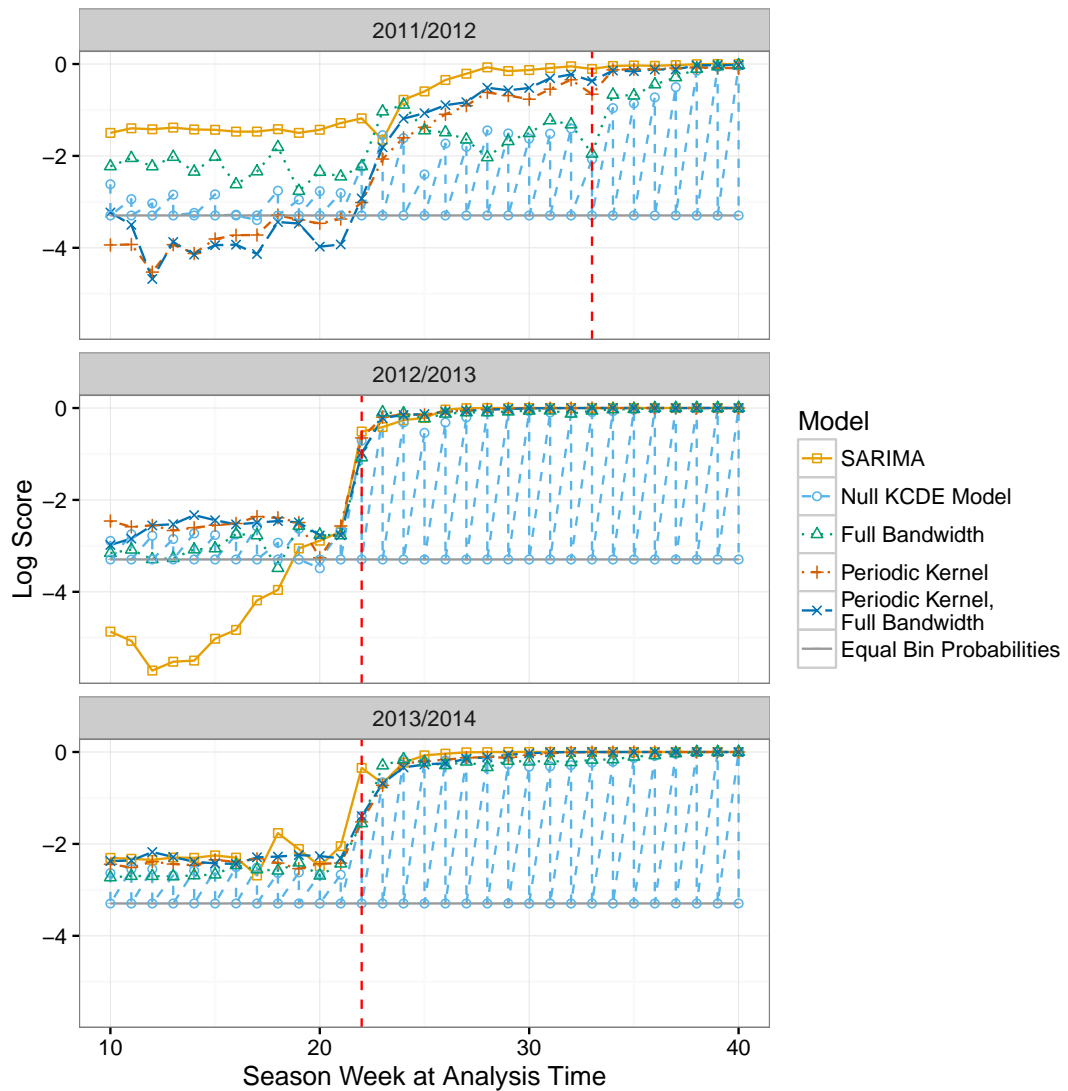 2011/2012
0
−2
−4
2012/2013
0
−2
−4
2013/2014
0
−2
−4
10
20
30
40
Season Week at Analysis Time
Log Score
Model
SARIMA
Null KCDE Model
Full Bandwidth
Periodic Kernel
Periodic Kernel,
Full Bandwidth
Equal Bin Probabilities